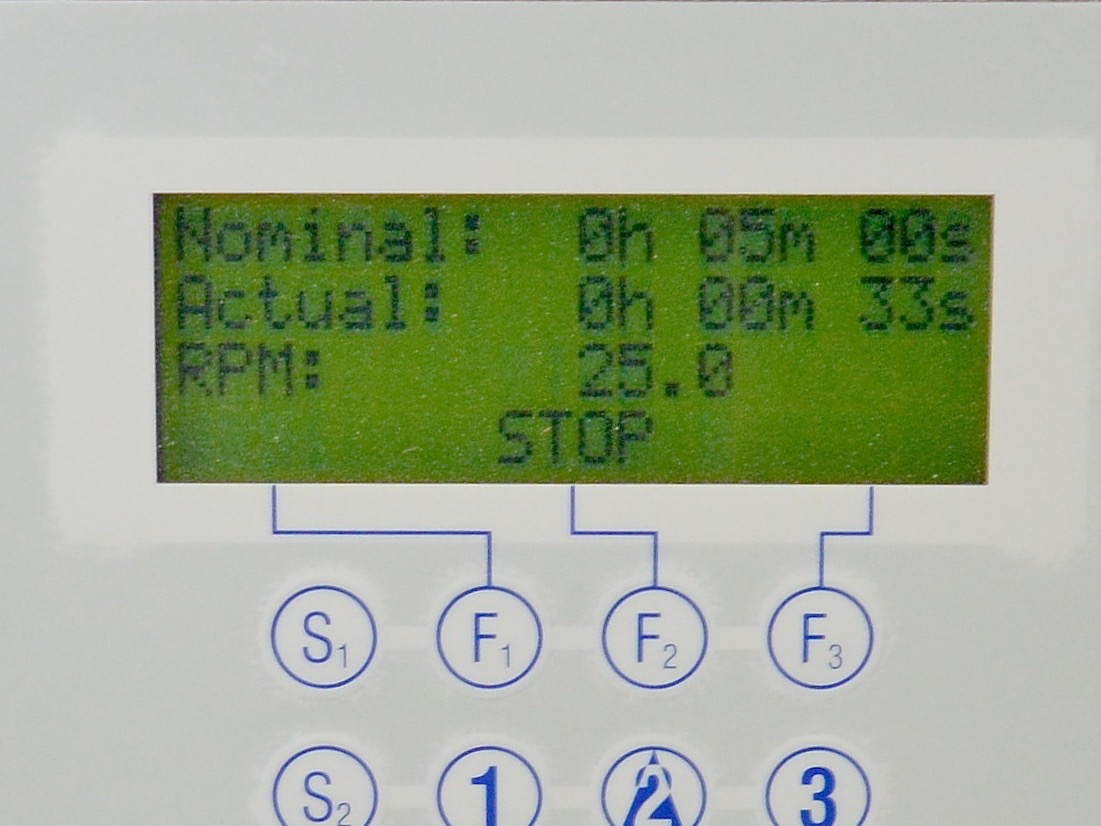 Nominal: 0h 05m 00s
Actual: 0h 00m 33s
RPM: 25.0
STOP
S1 F1 F2 F3
S2 1 2 3